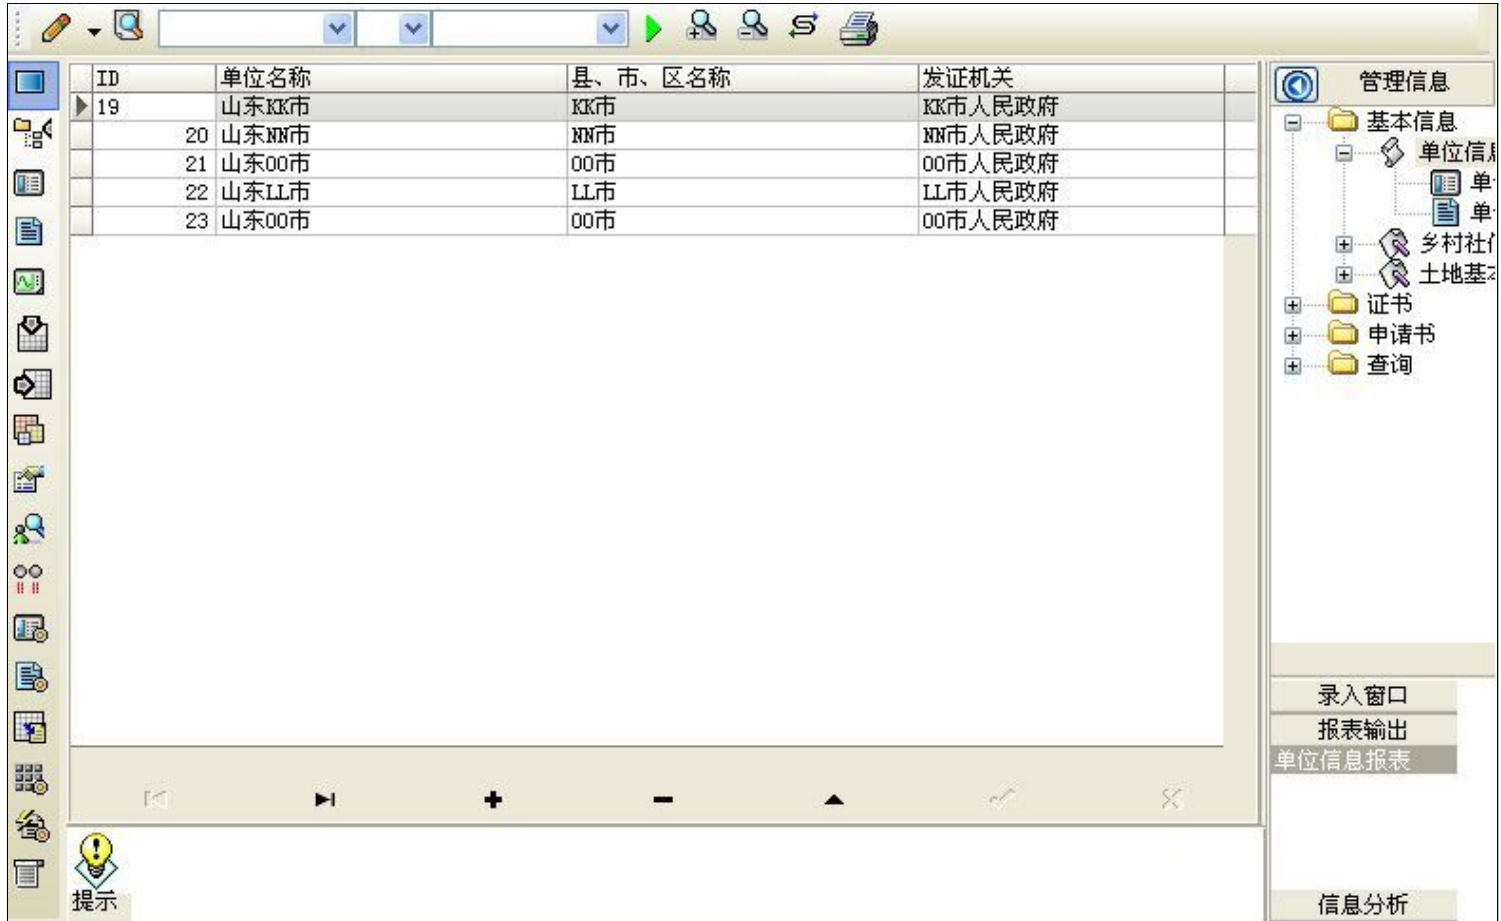 ID 单位名称 县、市、区名称 发证机关
19 山东KK市 KK市 KK市人民政府
20 山东NN市 NN市 NN市人民政府
21 山东OO市 OO市 OO市人民政府
22 山东LL市 LL市 LL市人民政府
23 山东OO市 OO市 OO市人民政府
提示
管理信息
基本信息
单位信息
单
单
乡村社
土地基
证书
申请书
查询
录入窗口
报表输出
单位信息报表
信息分析